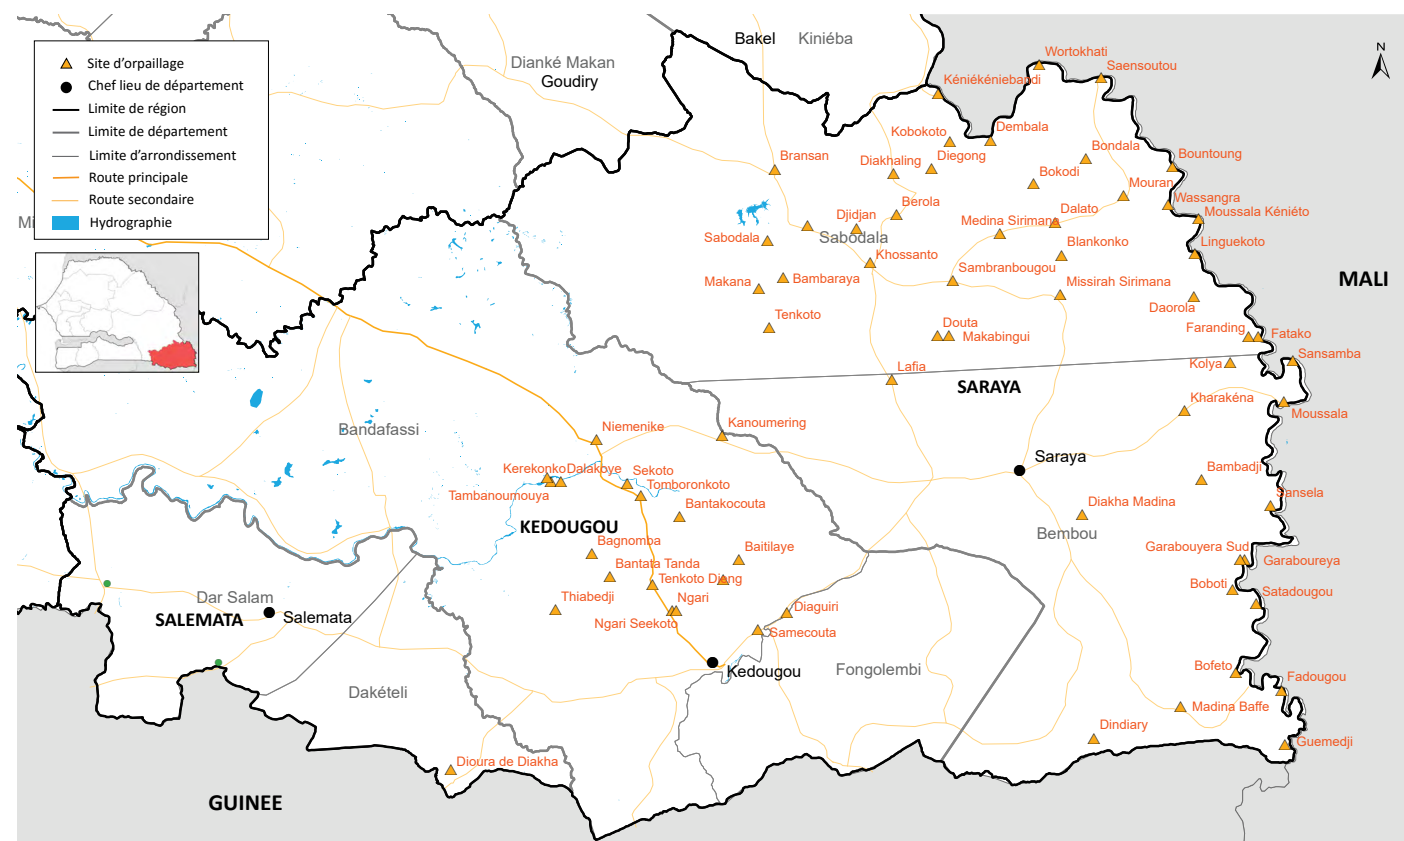 Site d'orpaillage
Chef lieu de département
Limite de région
Limite de département
Limite d'arrondissement
Route principale
Route secondaire
Hydrographie
Mi
Bakel
Kiniéba
Dianké Makan
Goudiry
N
Wortokhati
Saensoutou
Kéniékéniebandi
Kobokoto
Dembala
Bransan
Diakhaling
Diegong
Bondala
Bountoung
Bokodi
Mouran
Wassangra
Berola
Djidjan
Medina Sirimana
Dalato
Moussala Kéniéto
Sabodala
Sabodala
Khossanto
Blankonko
Linguekoto
MALI
Makana
Bambaraya
Sambranbougou
Missirah Sirimana
Daorola
Tenkoto
Douta
Makabingui
Faranding
Fatako
Kolya
Sansamba
Lafia
SARAYA
Kharakéna
Moussala
Bandafassi
Niemenike
Kanoumering
Saraya
Kerekonko
Dalakoye
Sekoto
Tambanoumouya
Tomboronkoto
Bambadji
Sansela
Bantakocouta
Diakha Madina
KEDOUGOU
Bembou
Bagnomba
Baitilaye
Garabouyera Sud
Garaboureya
Bantata Tanda
Tenkoto Diang
Boboti
Satadougou
Dar Salam
Thiabedji
Ngari
Diaguiri
SALEMATA
Salemata
Ngari Seekoto
Samecouta
Kedougou
Fongolembi
Bofeto
Fadougou
Dakételi
Madina Baffe
Dindiary
Guemedji
Dioura de Diakha
GUINEE